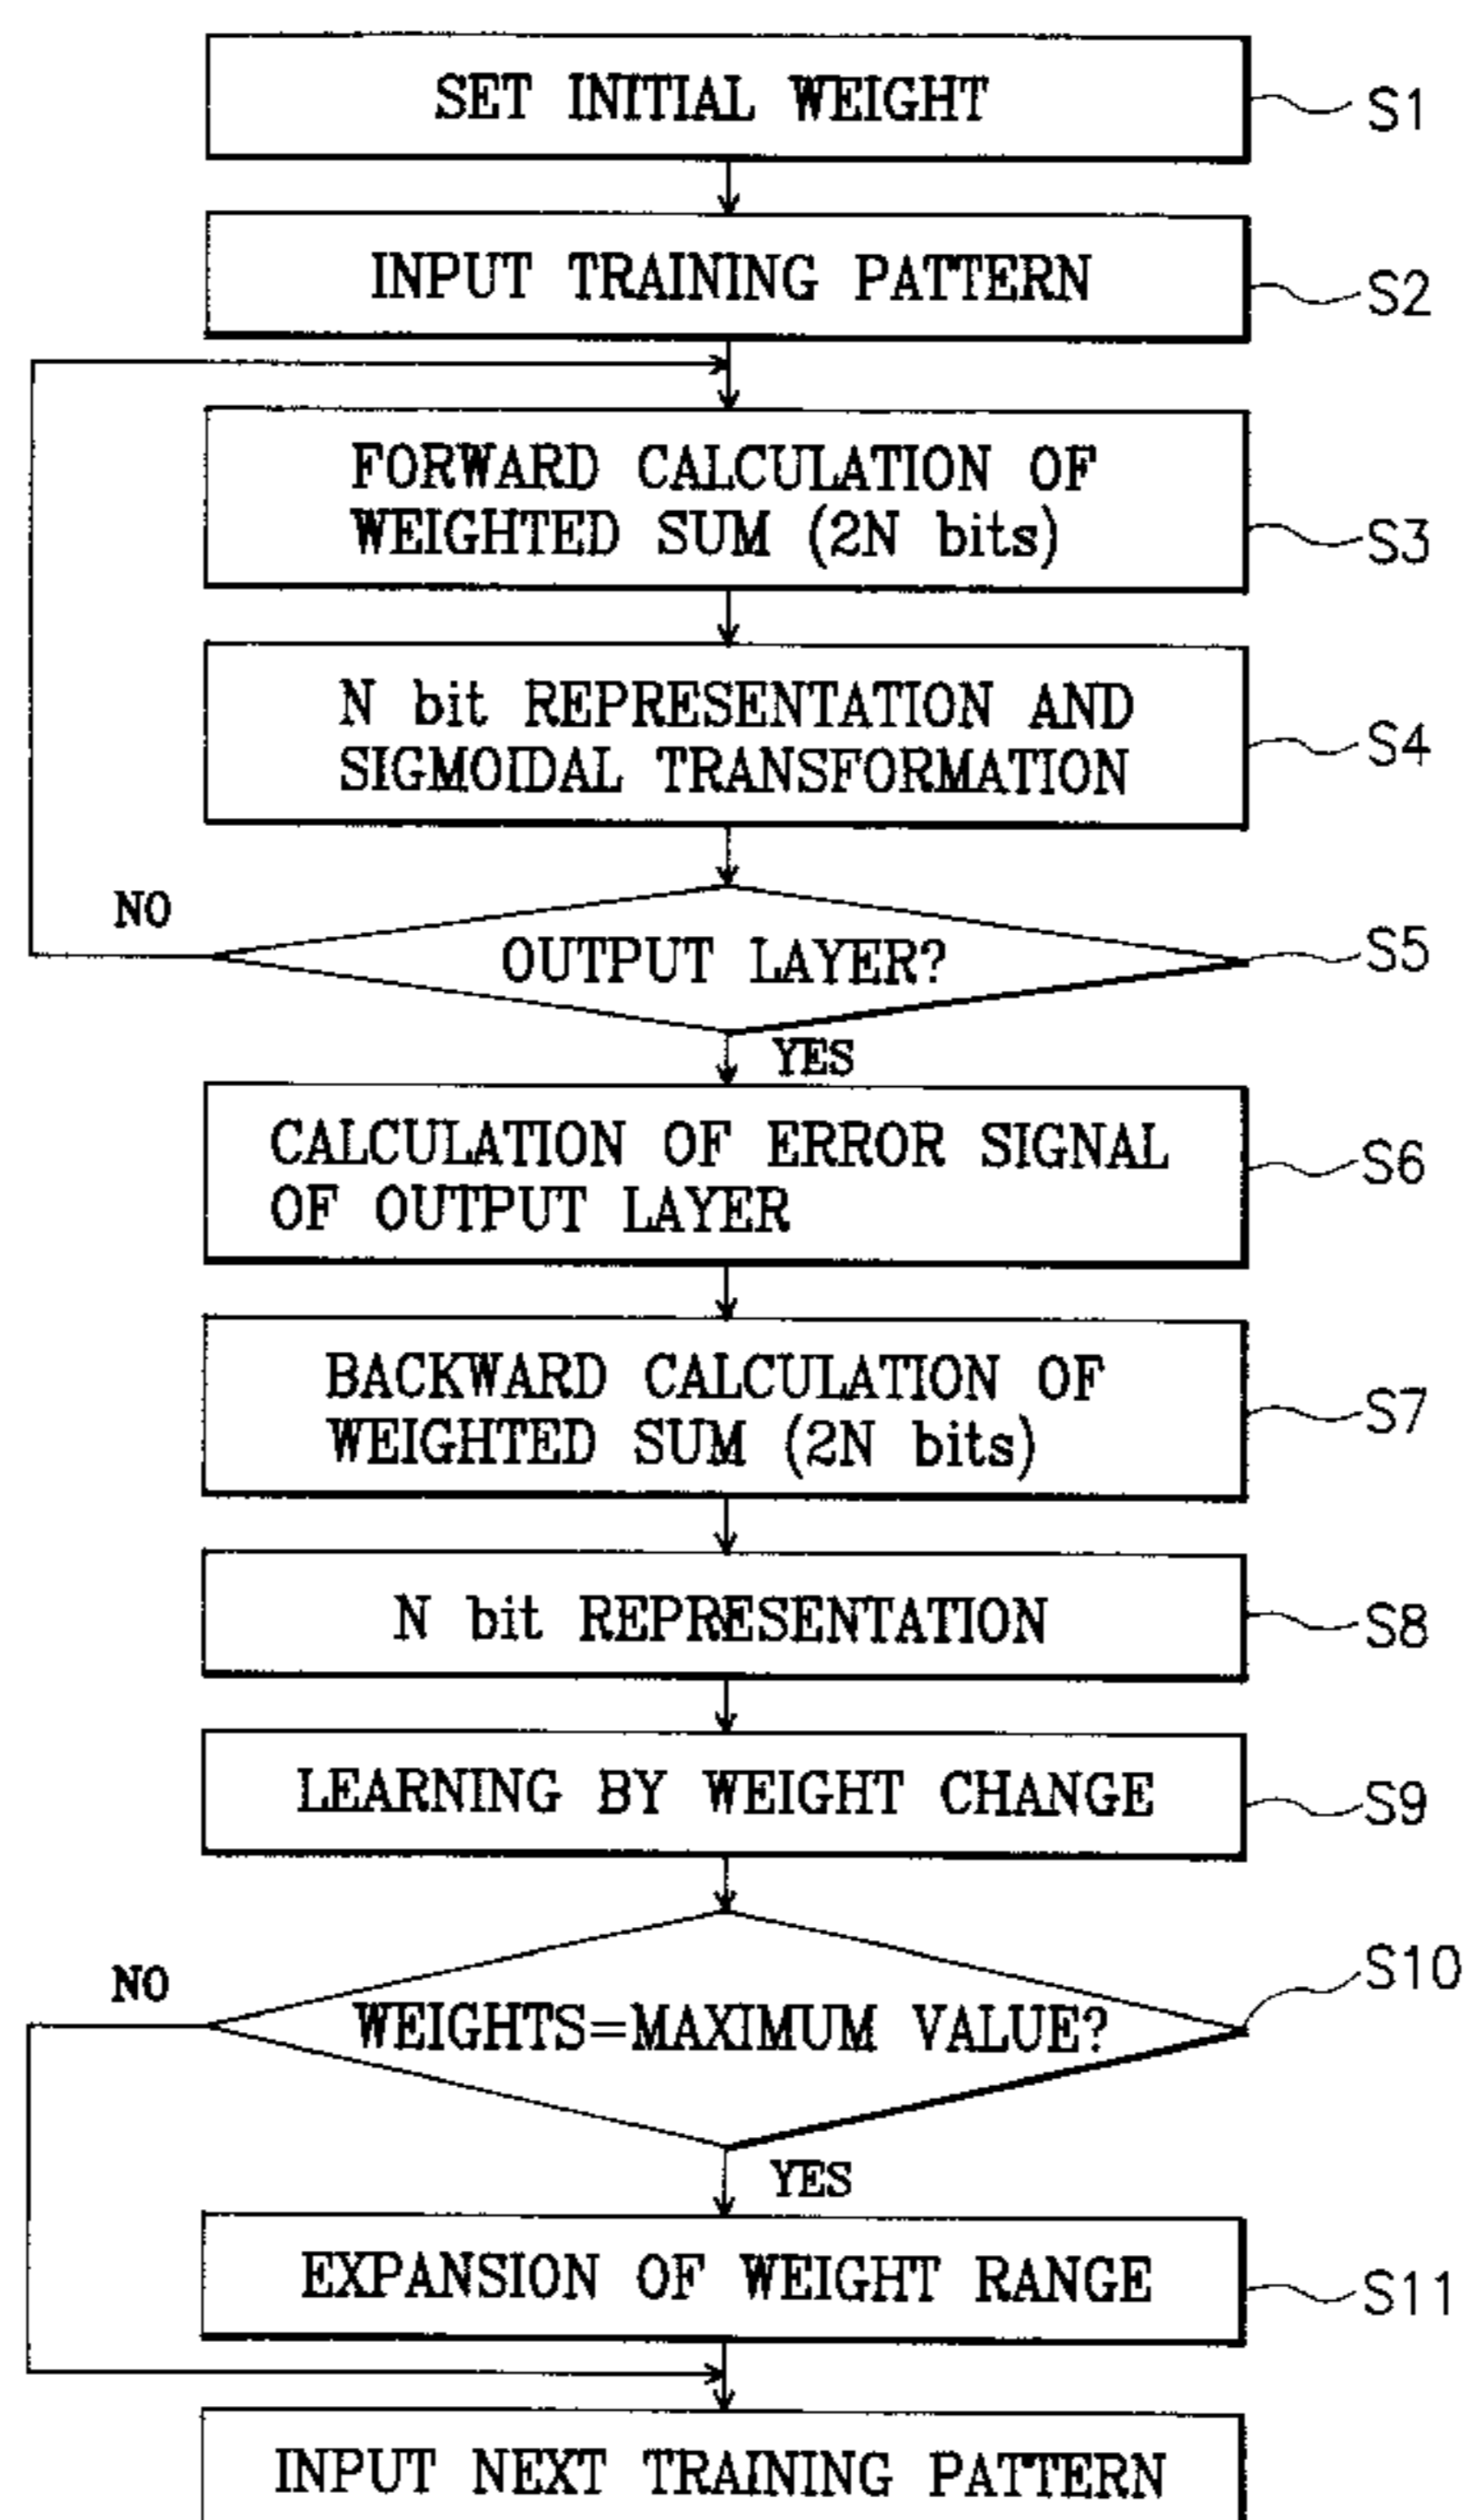 SET INITIAL WEIGHT
S1
INPUT TRAINING PATTERN
S2
FORWARD CALCULATION OF
WEIGHTED SUM (2N bits)
S3
N bit REPRESENTATION AND
SIGMOIDAL TRANSFORMATION
S4
NO
OUTPUT LAYER?
S5
YES
CALCULATION OF ERROR SIGNAL
OF OUTPUT LAYER
S6
BACKWARD CALCULATION OF
WEIGHTED SUM (2N bits)
S7
N bit REPRESENTATION
S8
LEARNING BY WEIGHT CHANGE
S9
NO
WEIGHTS=MAXIMUM VALUE?
S10
YES
EXPANSION OF WEIGHT RANGE
S11
INPUT NEXT TRAINING PATTERN